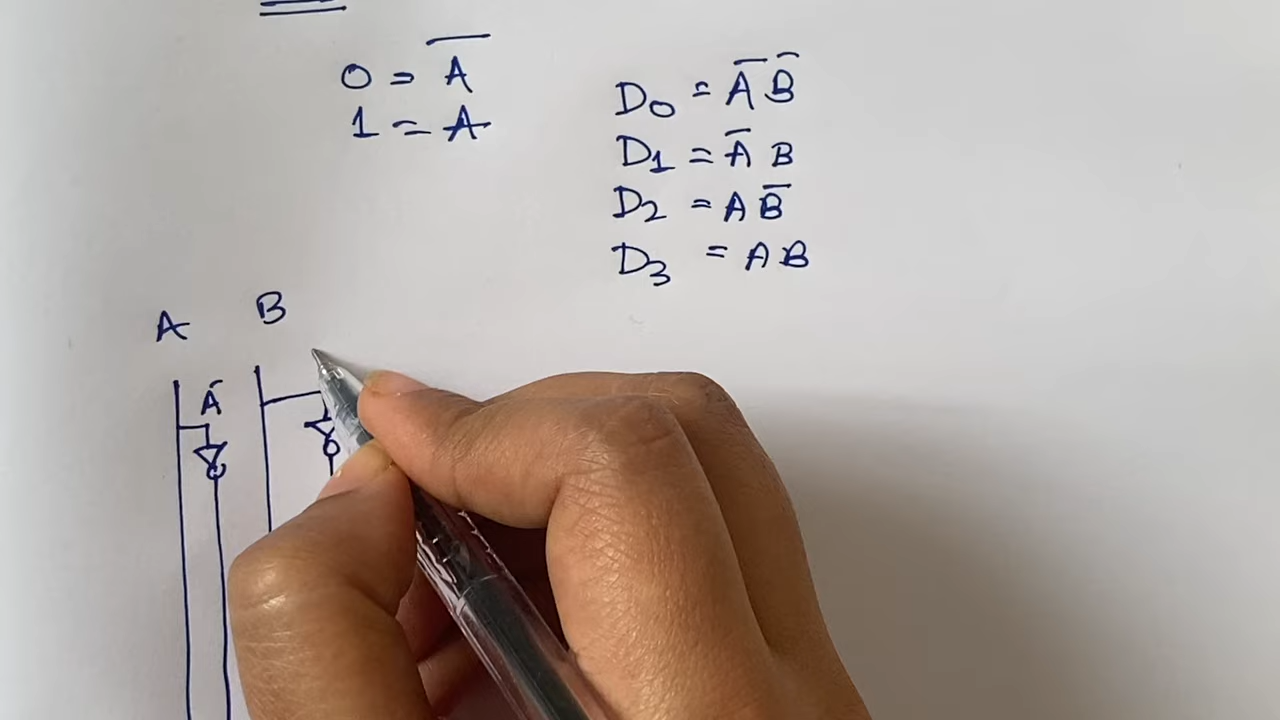 0 = A̅
1 = A
D₀ = A̅ B̅
D₁ = A̅ B
D₂ = A B̅
D₃ = A B
A B
A̅